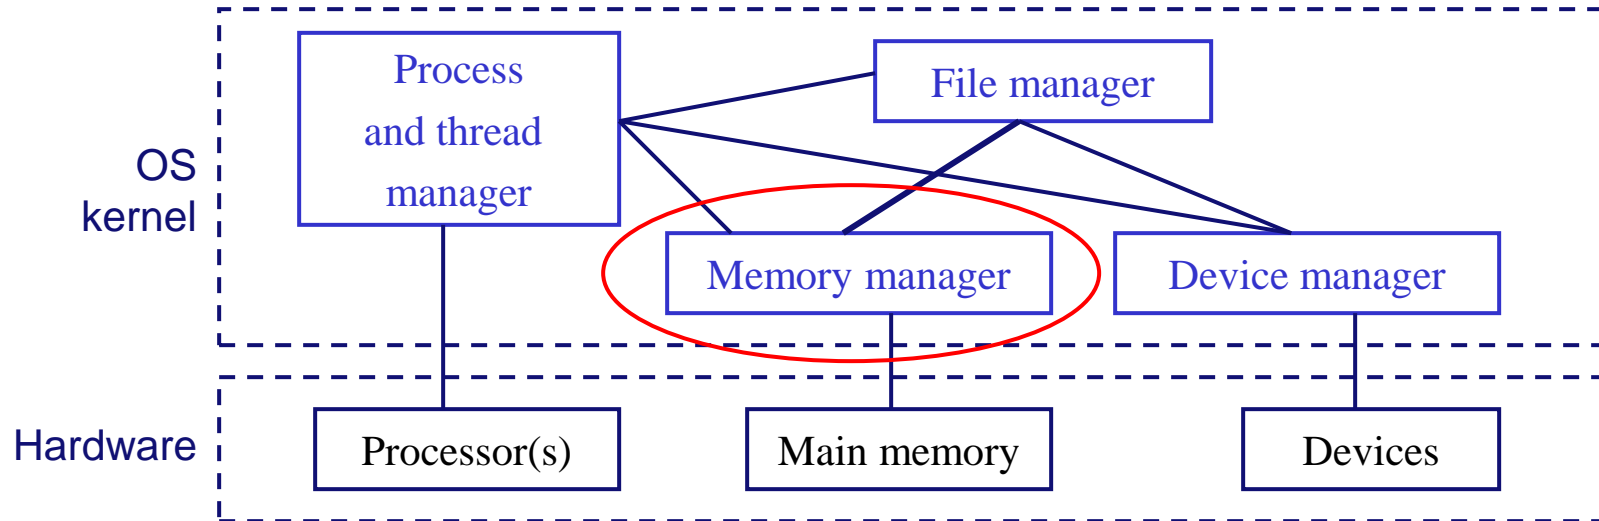 Process
and thread
manager
File manager
OS
kernel
Memory manager
Device manager
Hardware
Processor(s)
Main memory
Devices